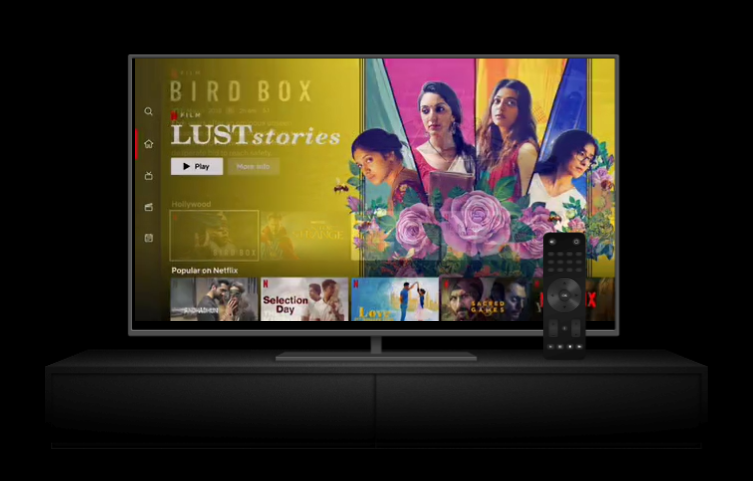 FILM
BIRD BOX
N FILM
LUST stories
Play
More Info
Hollywood
BIRD BOX
Popular on Netflix
Selection
Day
Love
SACRED
GAMES